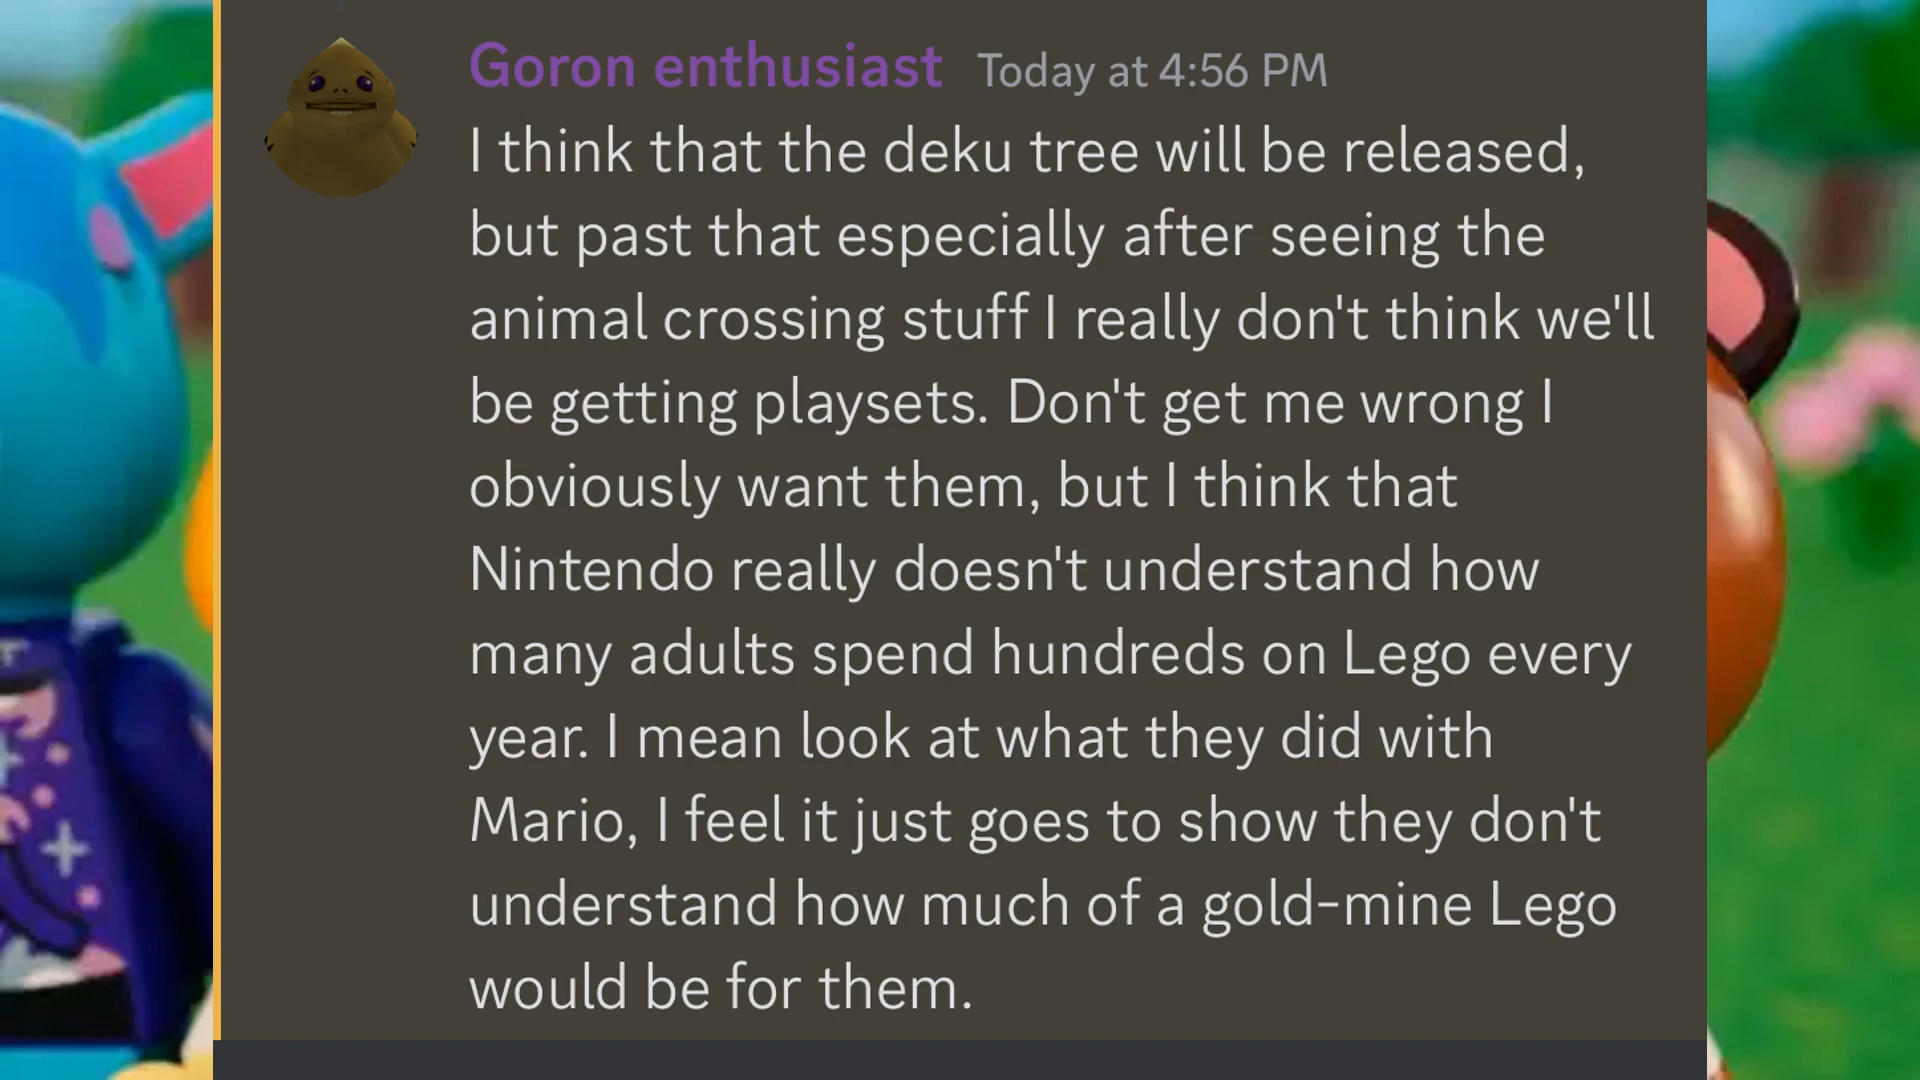 Goron enthusiast Today at 4:56 PM
I think that the deku tree will be released,
but past that especially after seeing the
animal crossing stuff I really don't think we'll
be getting playsets. Don't get me wrong I
obviously want them, but I think that
Nintendo really doesn't understand how
many adults spend hundreds on Lego every
year. I mean look at what they did with
Mario, I feel it just goes to show they don't
understand how much of a gold-mine Lego
would be for them.